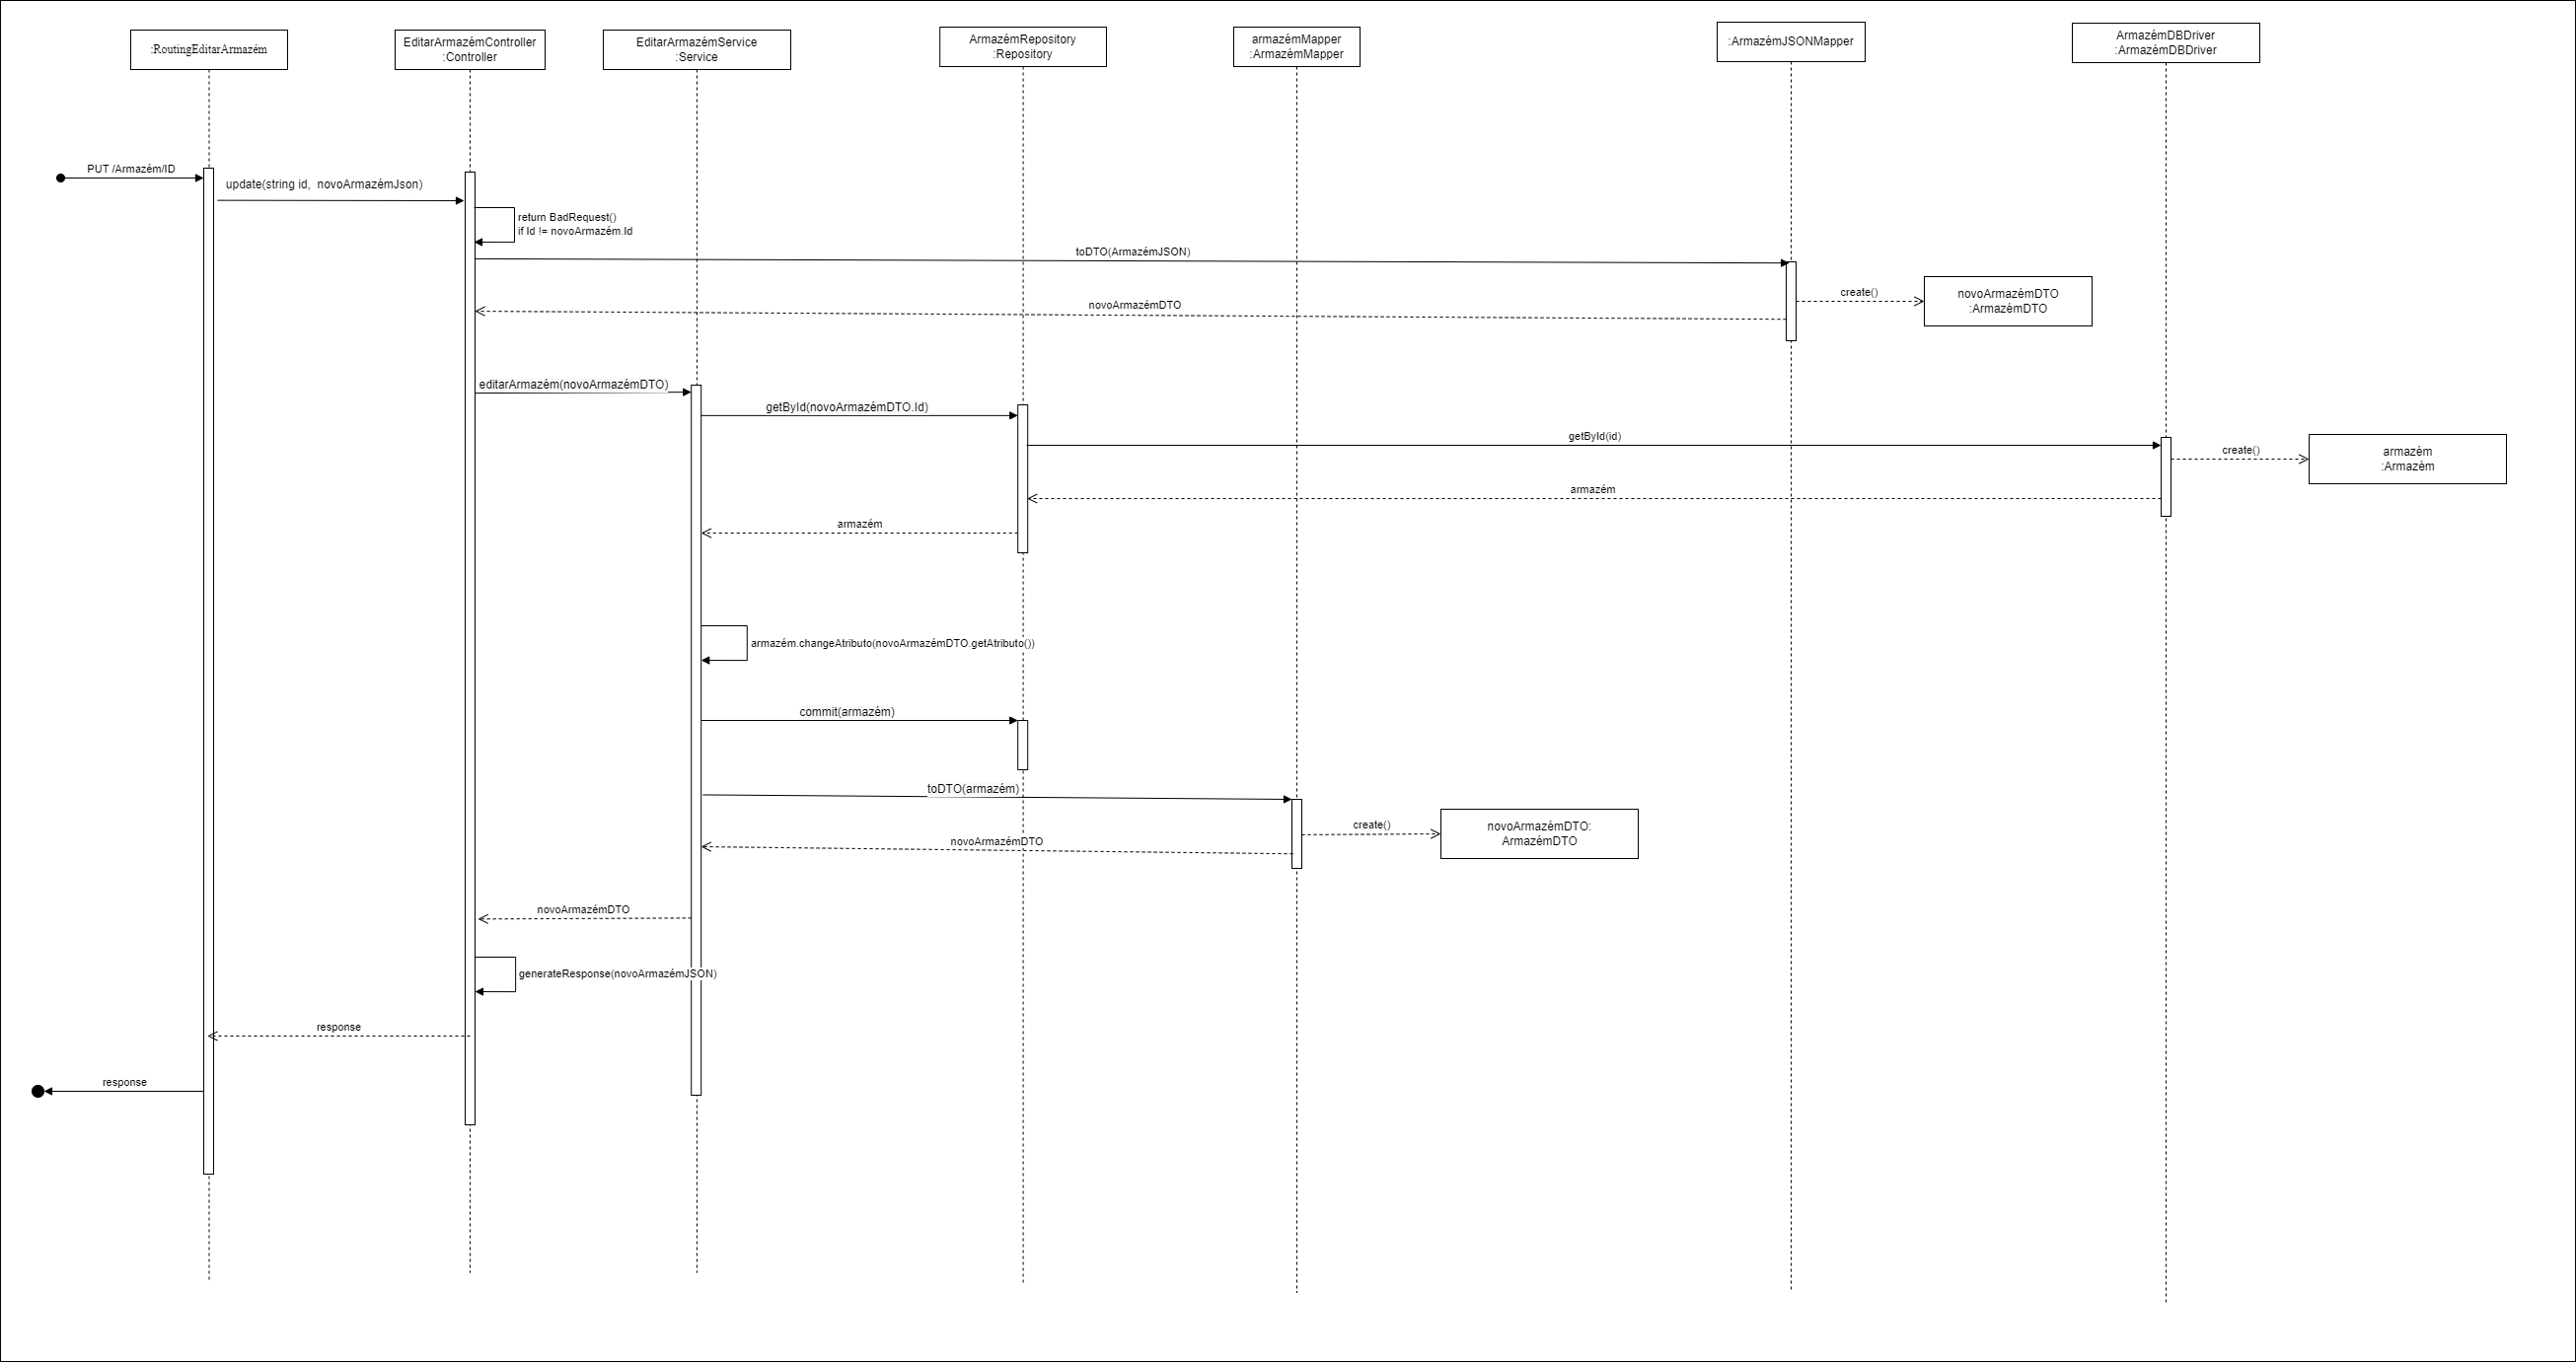 :RoutingEditarArmazém
EditarArmazémController
:Controller
EditarArmazémService
:Service
ArmazémRepository
:Repository
armazémMapper
:ArmazémMapper
:ArmazémJSONMapper
ArmazémDBDriver
:ArmazémDBDriver
PUT /Armazém/ID
update(string id, novoArmazémJson)
return BadRequest()
if Id != novoArmazém.Id
toDTO(ArmazémJSON)
create()
novoArmazémDTO
:ArmazémDTO
novoArmazémDTO
editarArmazém(novoArmazémDTO)
getById(novoArmazémDTO.Id)
getById(id)
create()
armazém
:Armazém
armazém
armazém
armazém.changeAtributo(novoArmazémDTO.getAtributo())
commit(armazém)
toDTO(armazém)
create()
novoArmazémDTO:
ArmazémDTO
novoArmazémDTO
novoArmazémDTO
generateResponse(novoArmazémJSON)
response
response